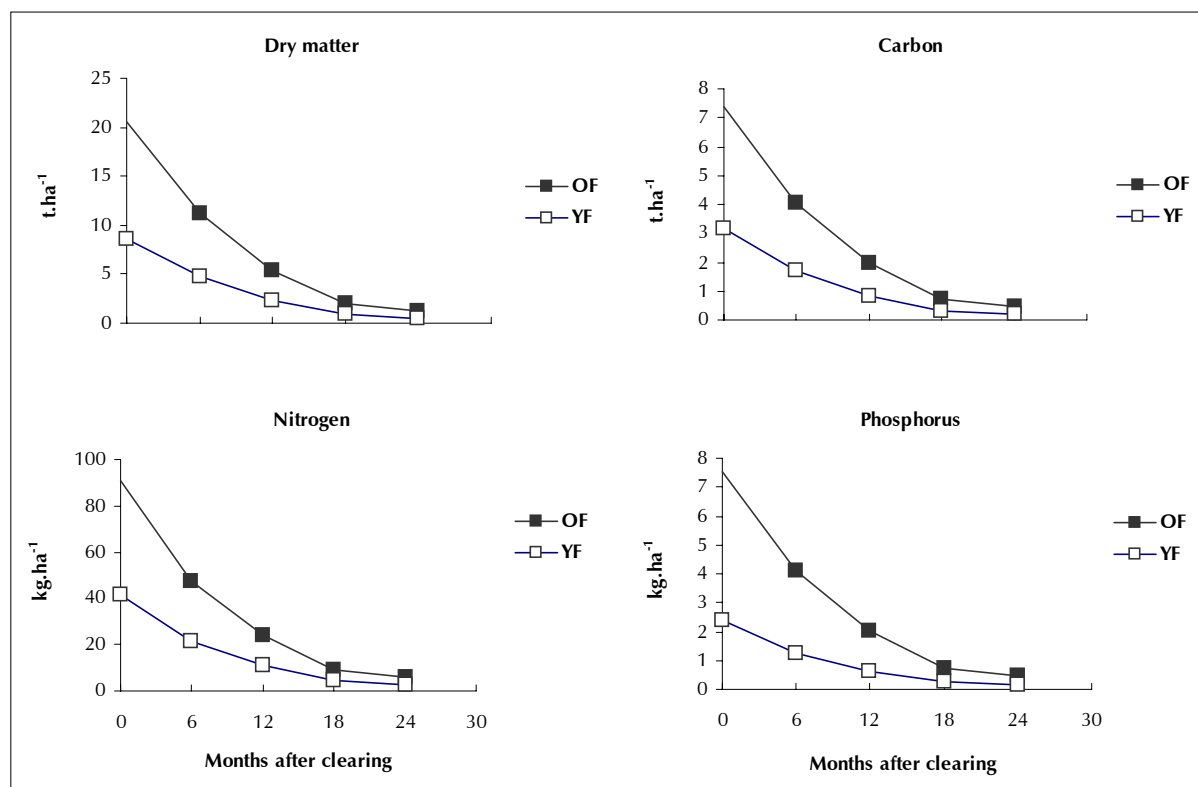 Dry matter
25
20
15
10
5
0
t.ha-1
OF
YF
Carbon
8
7
6
5
4
3
2
1
0
t.ha-1
OF
YF
Nitrogen
100
80
60
40
20
0
kg.ha-1
0 6 12 18 24 30
Months after clearing
OF
YF
Phosphorus
8
7
6
5
4
3
2
1
0
kg.ha-1
0 6 12 18 24 30
Months after clearing
OF
YF